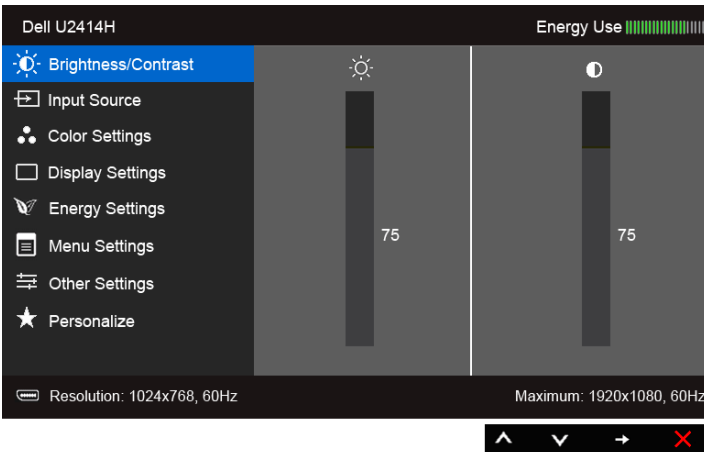 Dell U2414H
Energy Use
Brightness/Contrast
Input Source
Color Settings
Display Settings
Energy Settings
Menu Settings
Other Settings
Personalize
75
75
Resolution: 1024x768, 60Hz
Maximum: 1920x1080, 60Hz